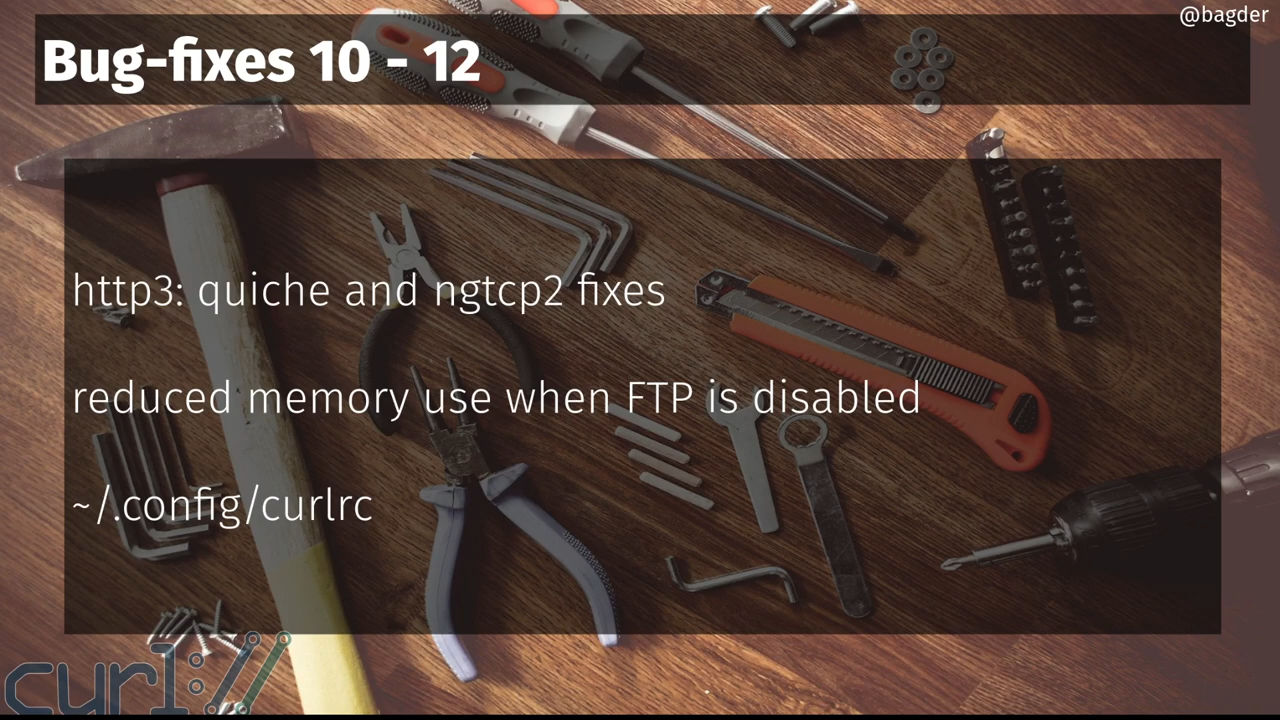 @bagder
Bug-fixes 10 - 12
http3: quiche and ngtcp2 fixes
reduced memory use when FTP is disabled
~/.config/curlrc
curl://